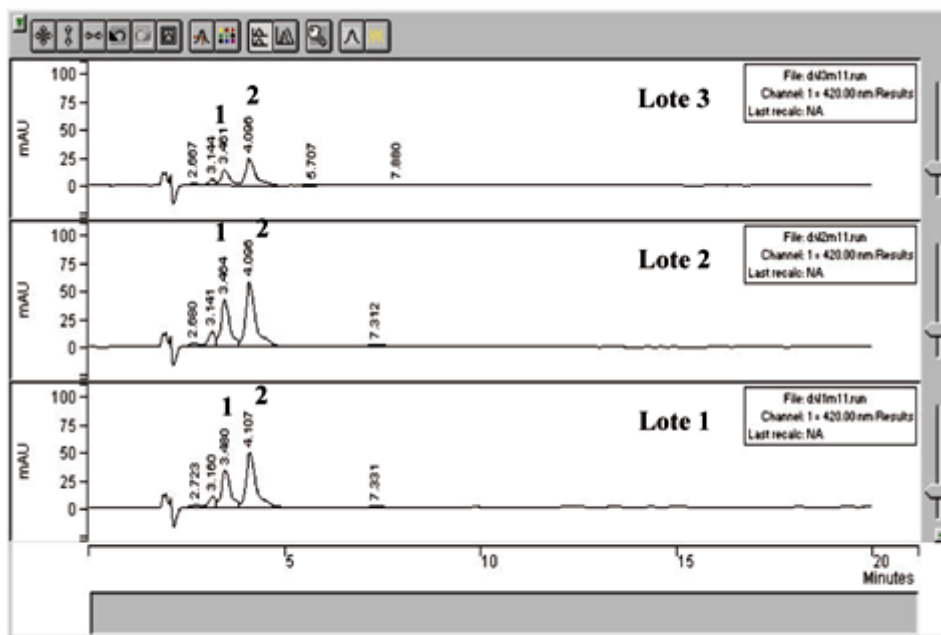 100
75
50
25
0
mAU
2.667
3.144
3.461
4.096
5.707
7.880
1
2
Lote 3
File: d\l3m11.run
Channel: 1 = 420.00 nm Results
Last recalc: NA
100
75
50
25
0
mAU
2.680
3.141
3.464
4.096
7.312
1
2
Lote 2
File: d\l2m11.run
Channel: 1 = 420.00 nm Results
Last recalc: NA
100
75
50
25
0
mAU
2.723
3.160
3.480
4.107
7.331
1
2
Lote 1
File: d\l1m11.run
Channel: 1 = 420.00 nm Results
Last recalc: NA
5
10
15
20
Minutes